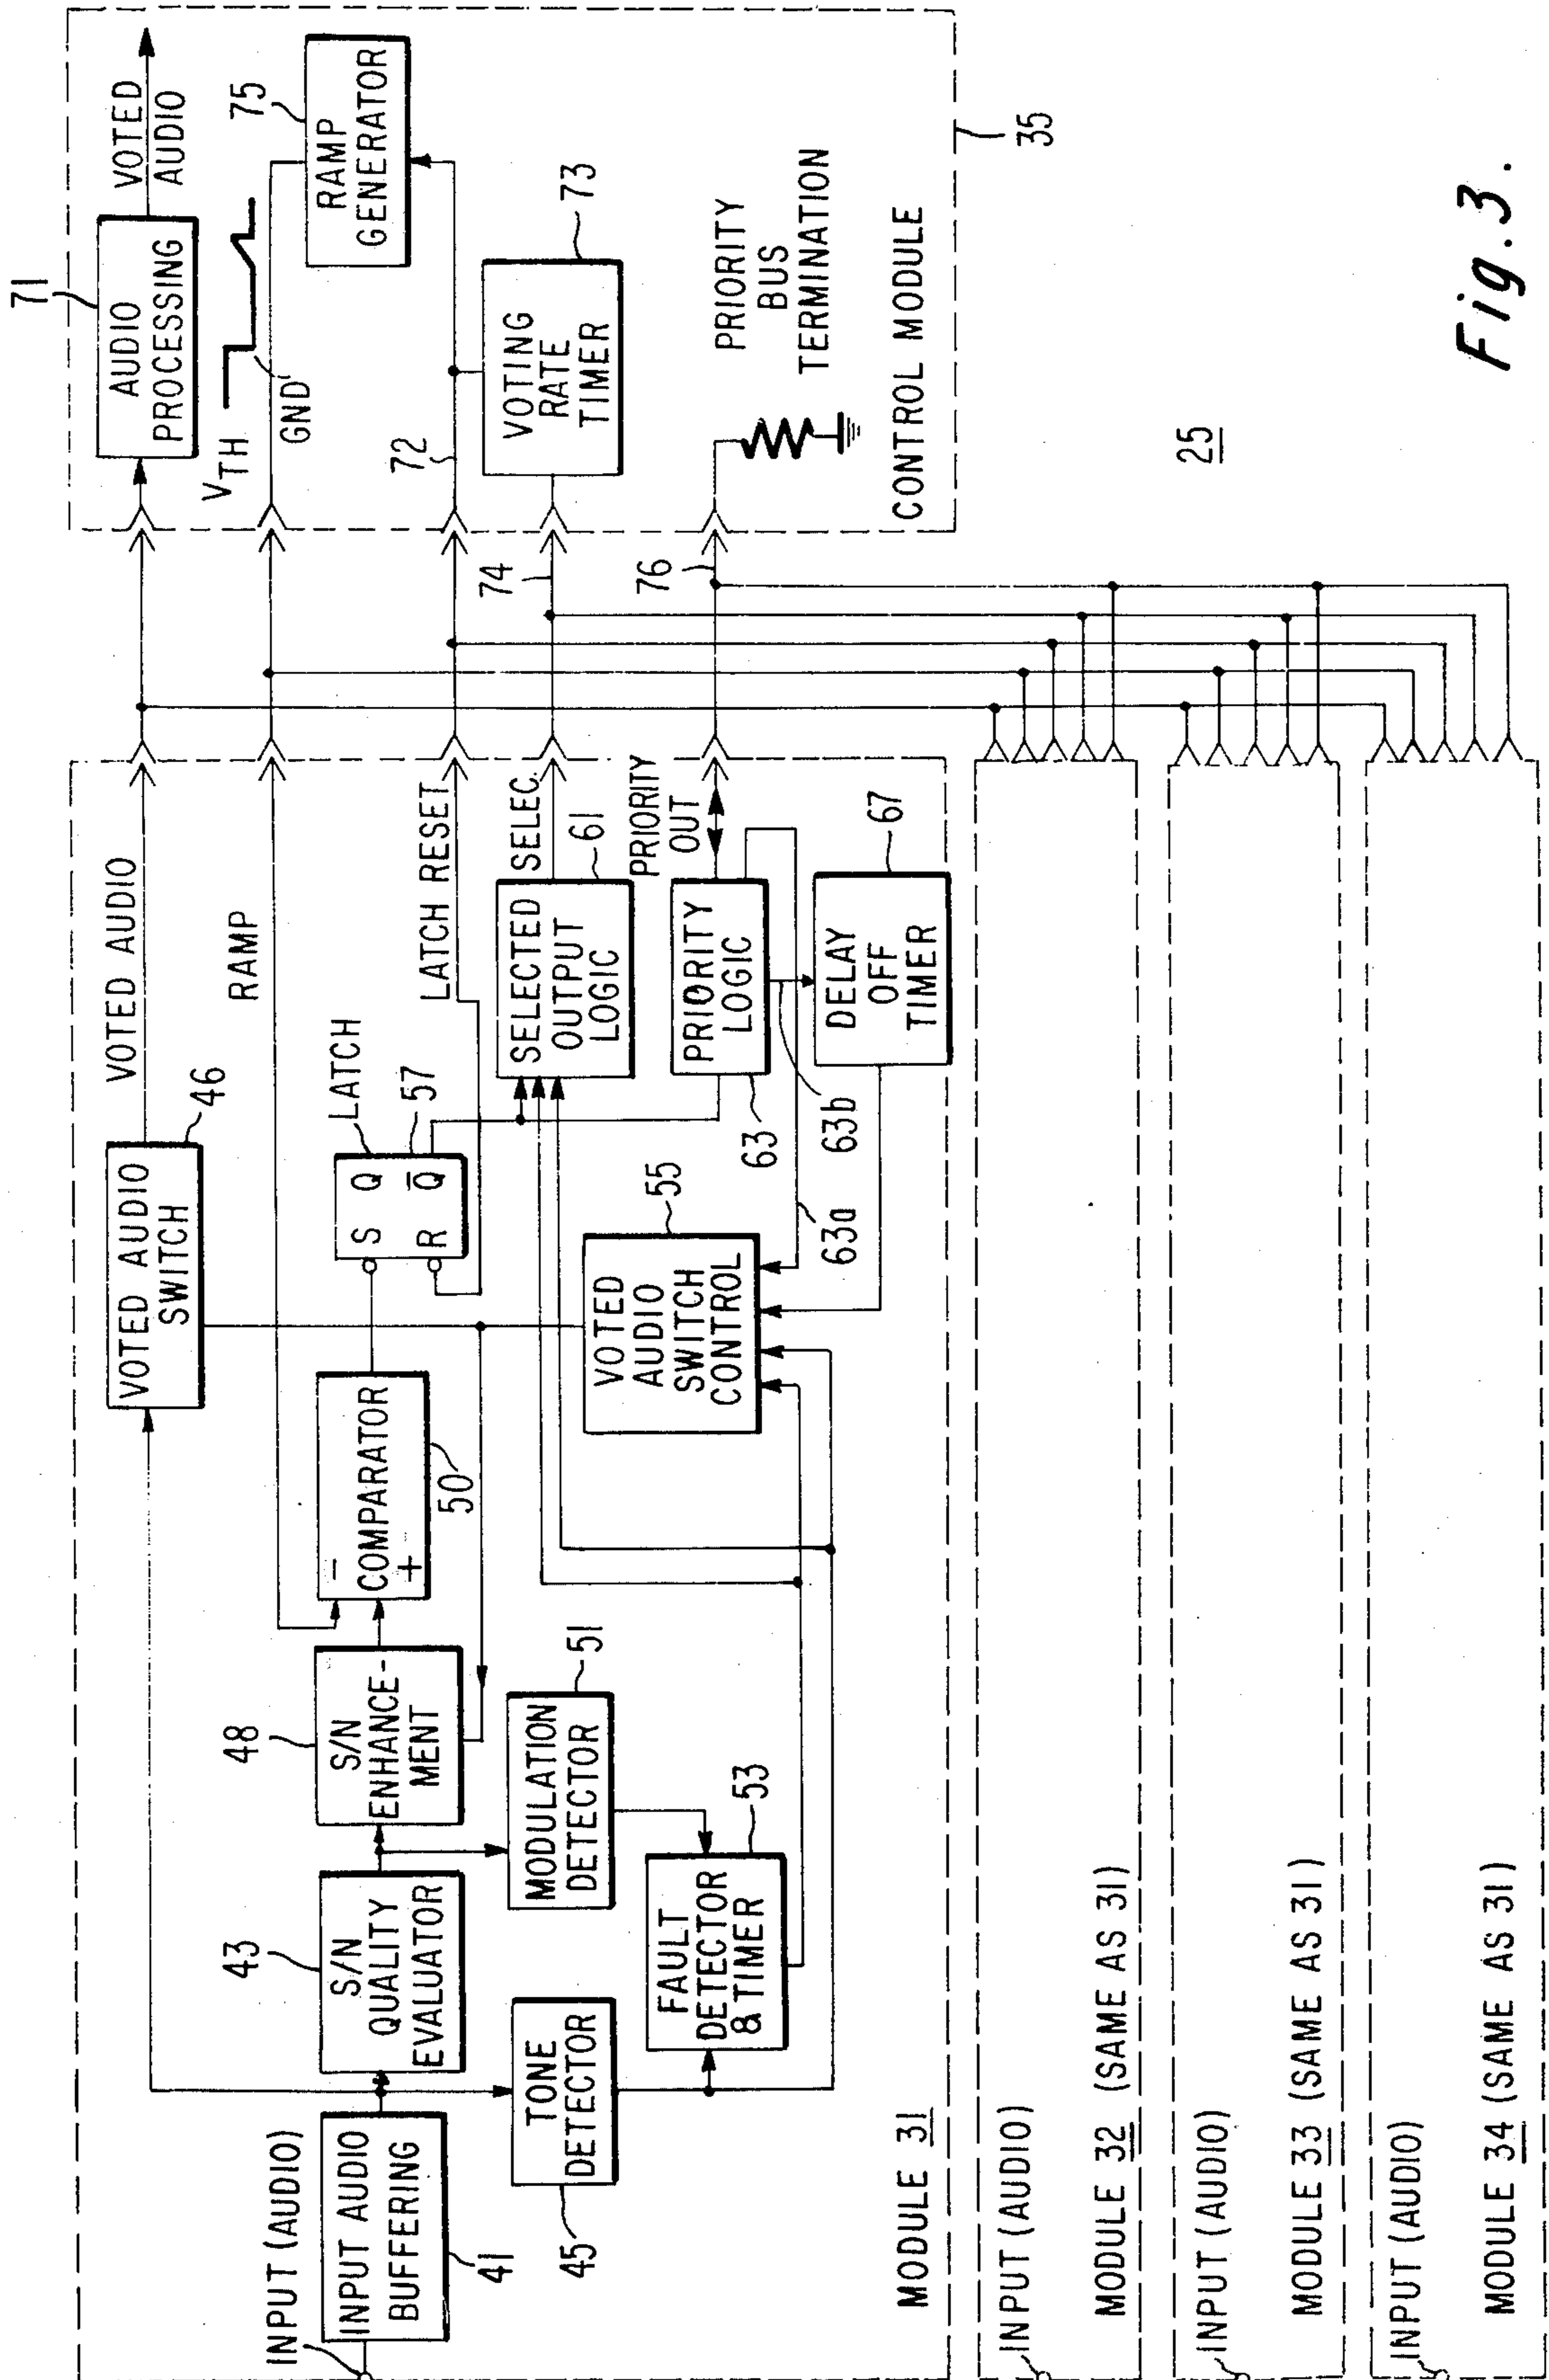 INPUT (AUDIO)
INPUT AUDIO
BUFFERING
41
S/N
QUALITY
EVALUATOR
43
TONE
DETECTOR
45
S/N
ENHANCE-
MENT
48
MODULATION
DETECTOR
51
FAULT
DETECTOR
& TIMER
53
-
COMPARATOR
+
50
VOTED AUDIO
SWITCH
46
VOTED
AUDIO
SWITCH
CONTROL
55
LATCH
S Q
R Q̅
57
VOTED AUDIO
RAMP
LATCH RESET
SELECTED
OUTPUT
LOGIC
61
SELEC.
PRIORITY
LOGIC
63
63a
63b
PRIORITY
OUT
DELAY
OFF
TIMER
67
MODULE 31
INPUT (AUDIO)
MODULE 32 (SAME AS 31)
INPUT (AUDIO)
MODULE 33 (SAME AS 31)
INPUT (AUDIO)
MODULE 34 (SAME AS 31)
71
AUDIO
PROCESSING
VOTED
AUDIO
VTH
GND'
75
RAMP
GENERATOR
72
VOTING
RATE
TIMER
73
74
76
PRIORITY
BUS
TERMINATION
CONTROL MODULE
35
25
Fig. 3.